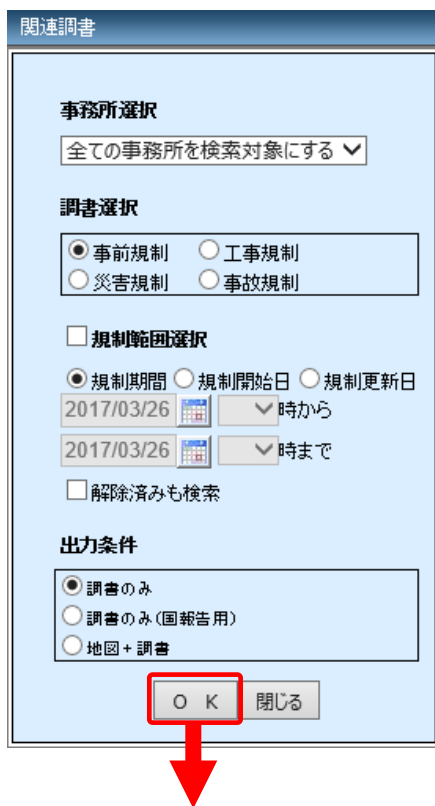 関連調書
事務所選択
全ての事務所を検索対象にする
調書選択
事前規制 工事規制
災害規制 事故規制
規制範囲選択
規制期間 規制開始日 規制更新日
2017/03/26 時から
2017/03/26 時まで
解除済みも検索
出力条件
調書のみ
調書のみ(国報告用)
地図+調書
O K 閉じる